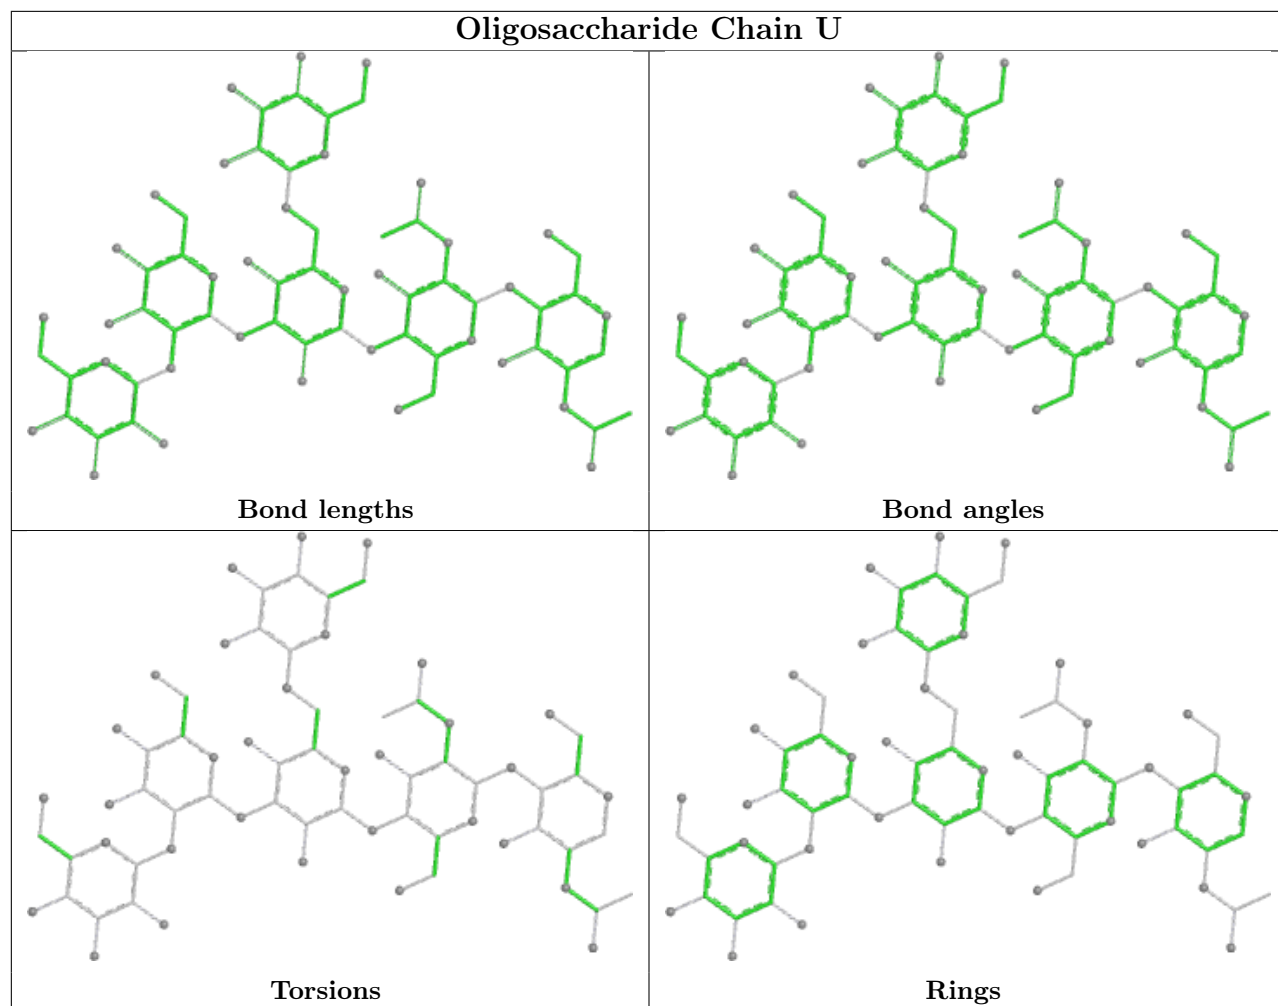 Oligosaccharide Chain U
Bond lengths
Bond angles
Torsions
Rings